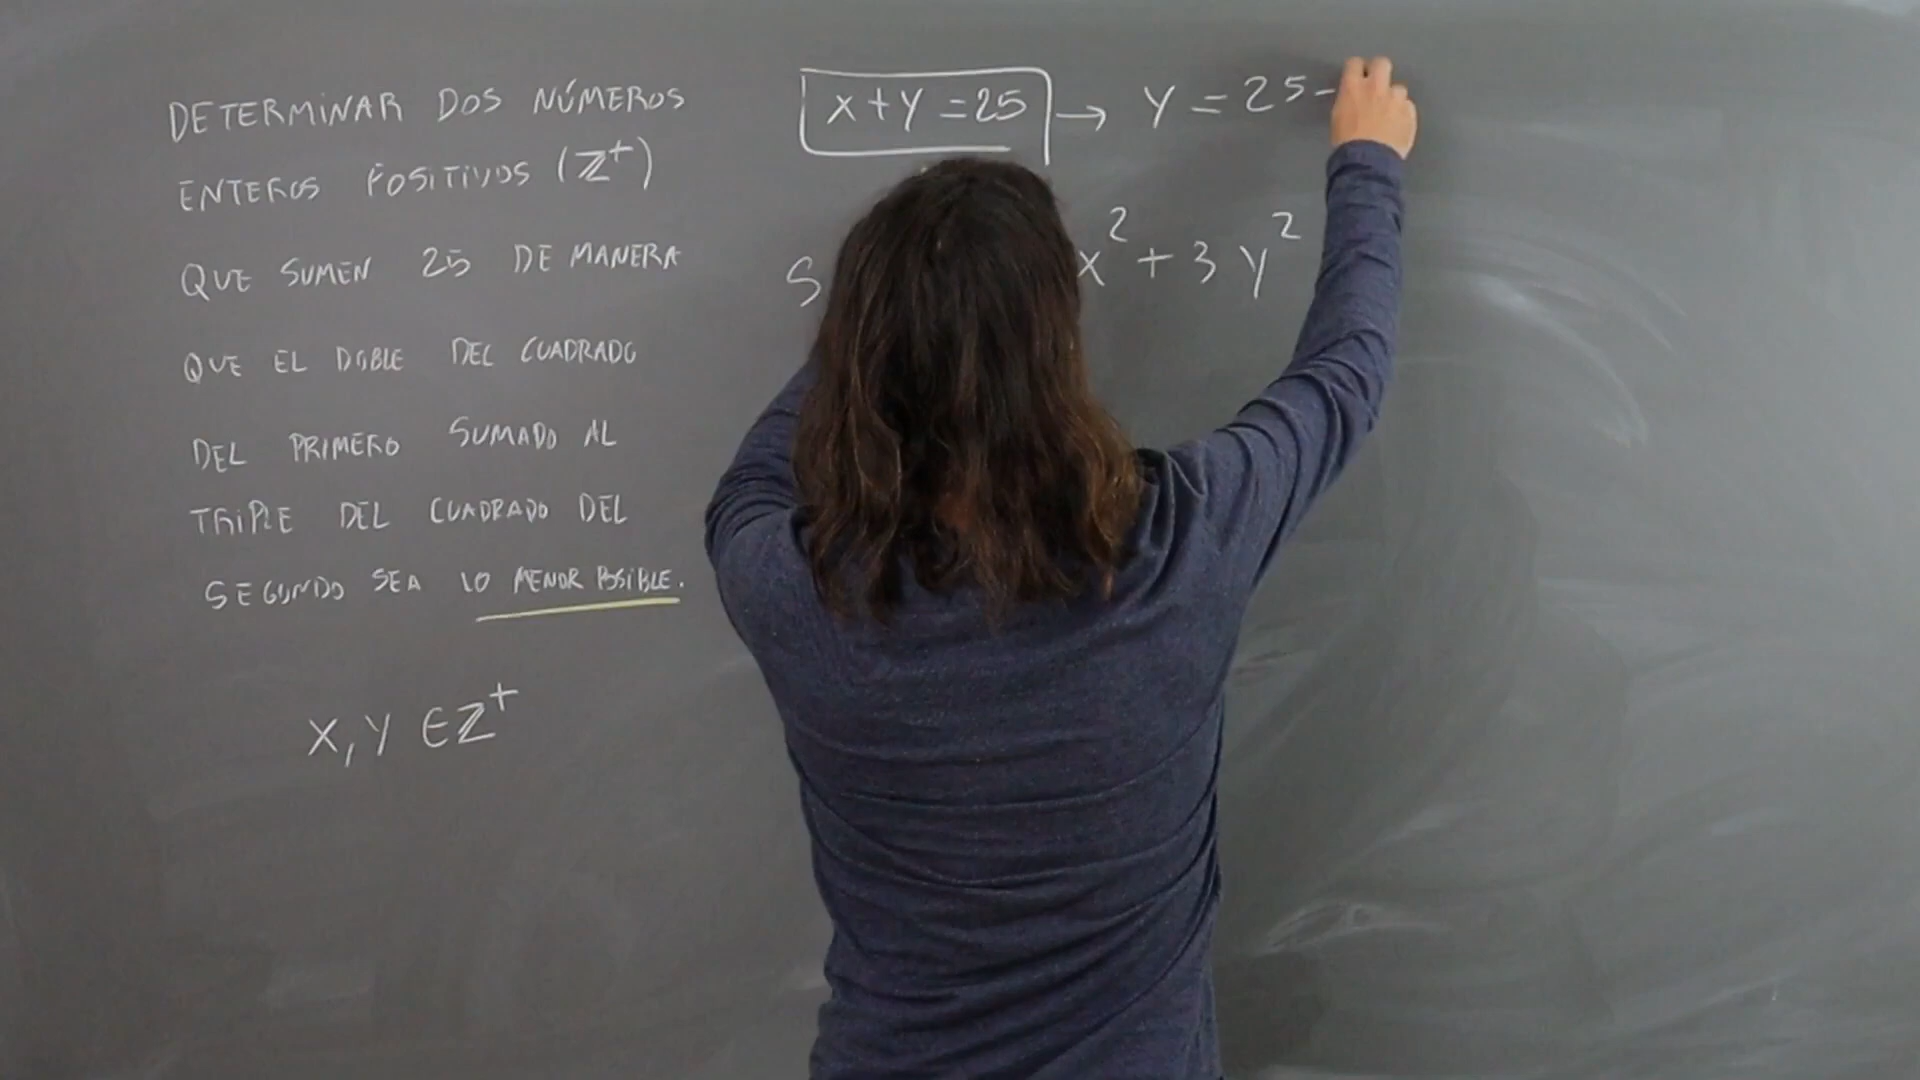 DETERMINAR DOS NÚMEROS
ENTEROS POSITIVOS (Z⁺)
QUE SUMEN 25 DE MANERA
QUE EL DOBLE DEL CUADRADO
DEL PRIMERO SUMADO AL
TRIPLE DEL CUADRADO DEL
SEGUNDO SEA LO MENOR POSIBLE.
X, Y ∈ Z⁺
X + Y = 25 → Y = 25 -
S
x² + 3 y²